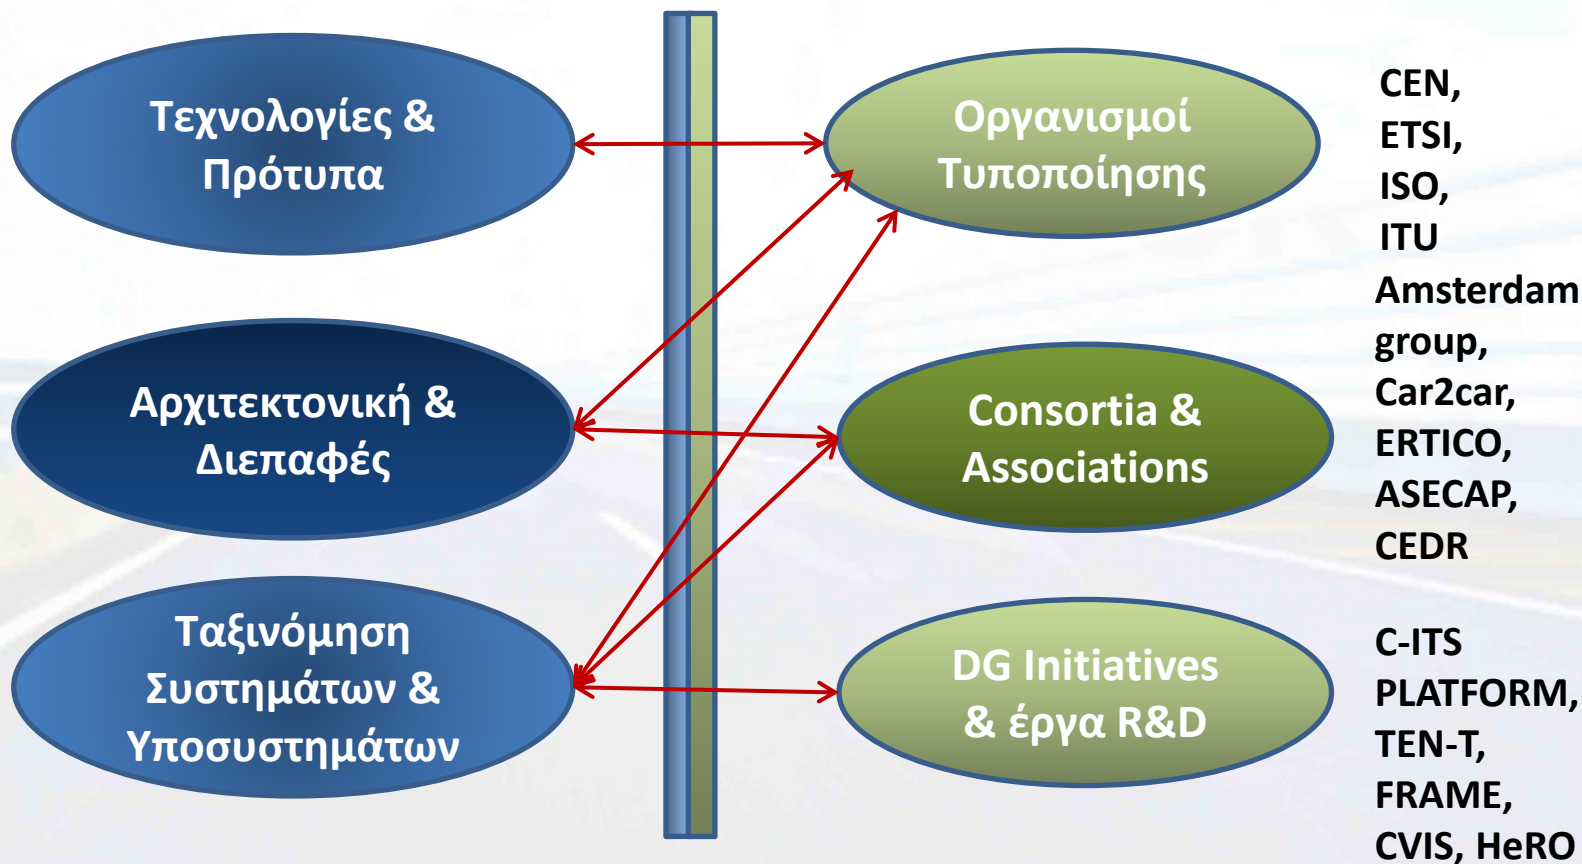 Τεχνολογίες &
Πρότυπα
Αρχιτεκτονική &
Διεπαφές
Ταξινόμηση
Συστημάτων &
Υποσυστημάτων
Οργανισμοί
Τυποποίησης
Consortia &
Associations
DG Initiatives
& έργα R&D
CEN,
ETSI,
ISO,
ITU
Amsterdam
group,
Car2car,
ERTICO,
ASECAP,
CEDR
C-ITS
PLATFORM,
TEN-T,
FRAME,
CVIS, HeRO